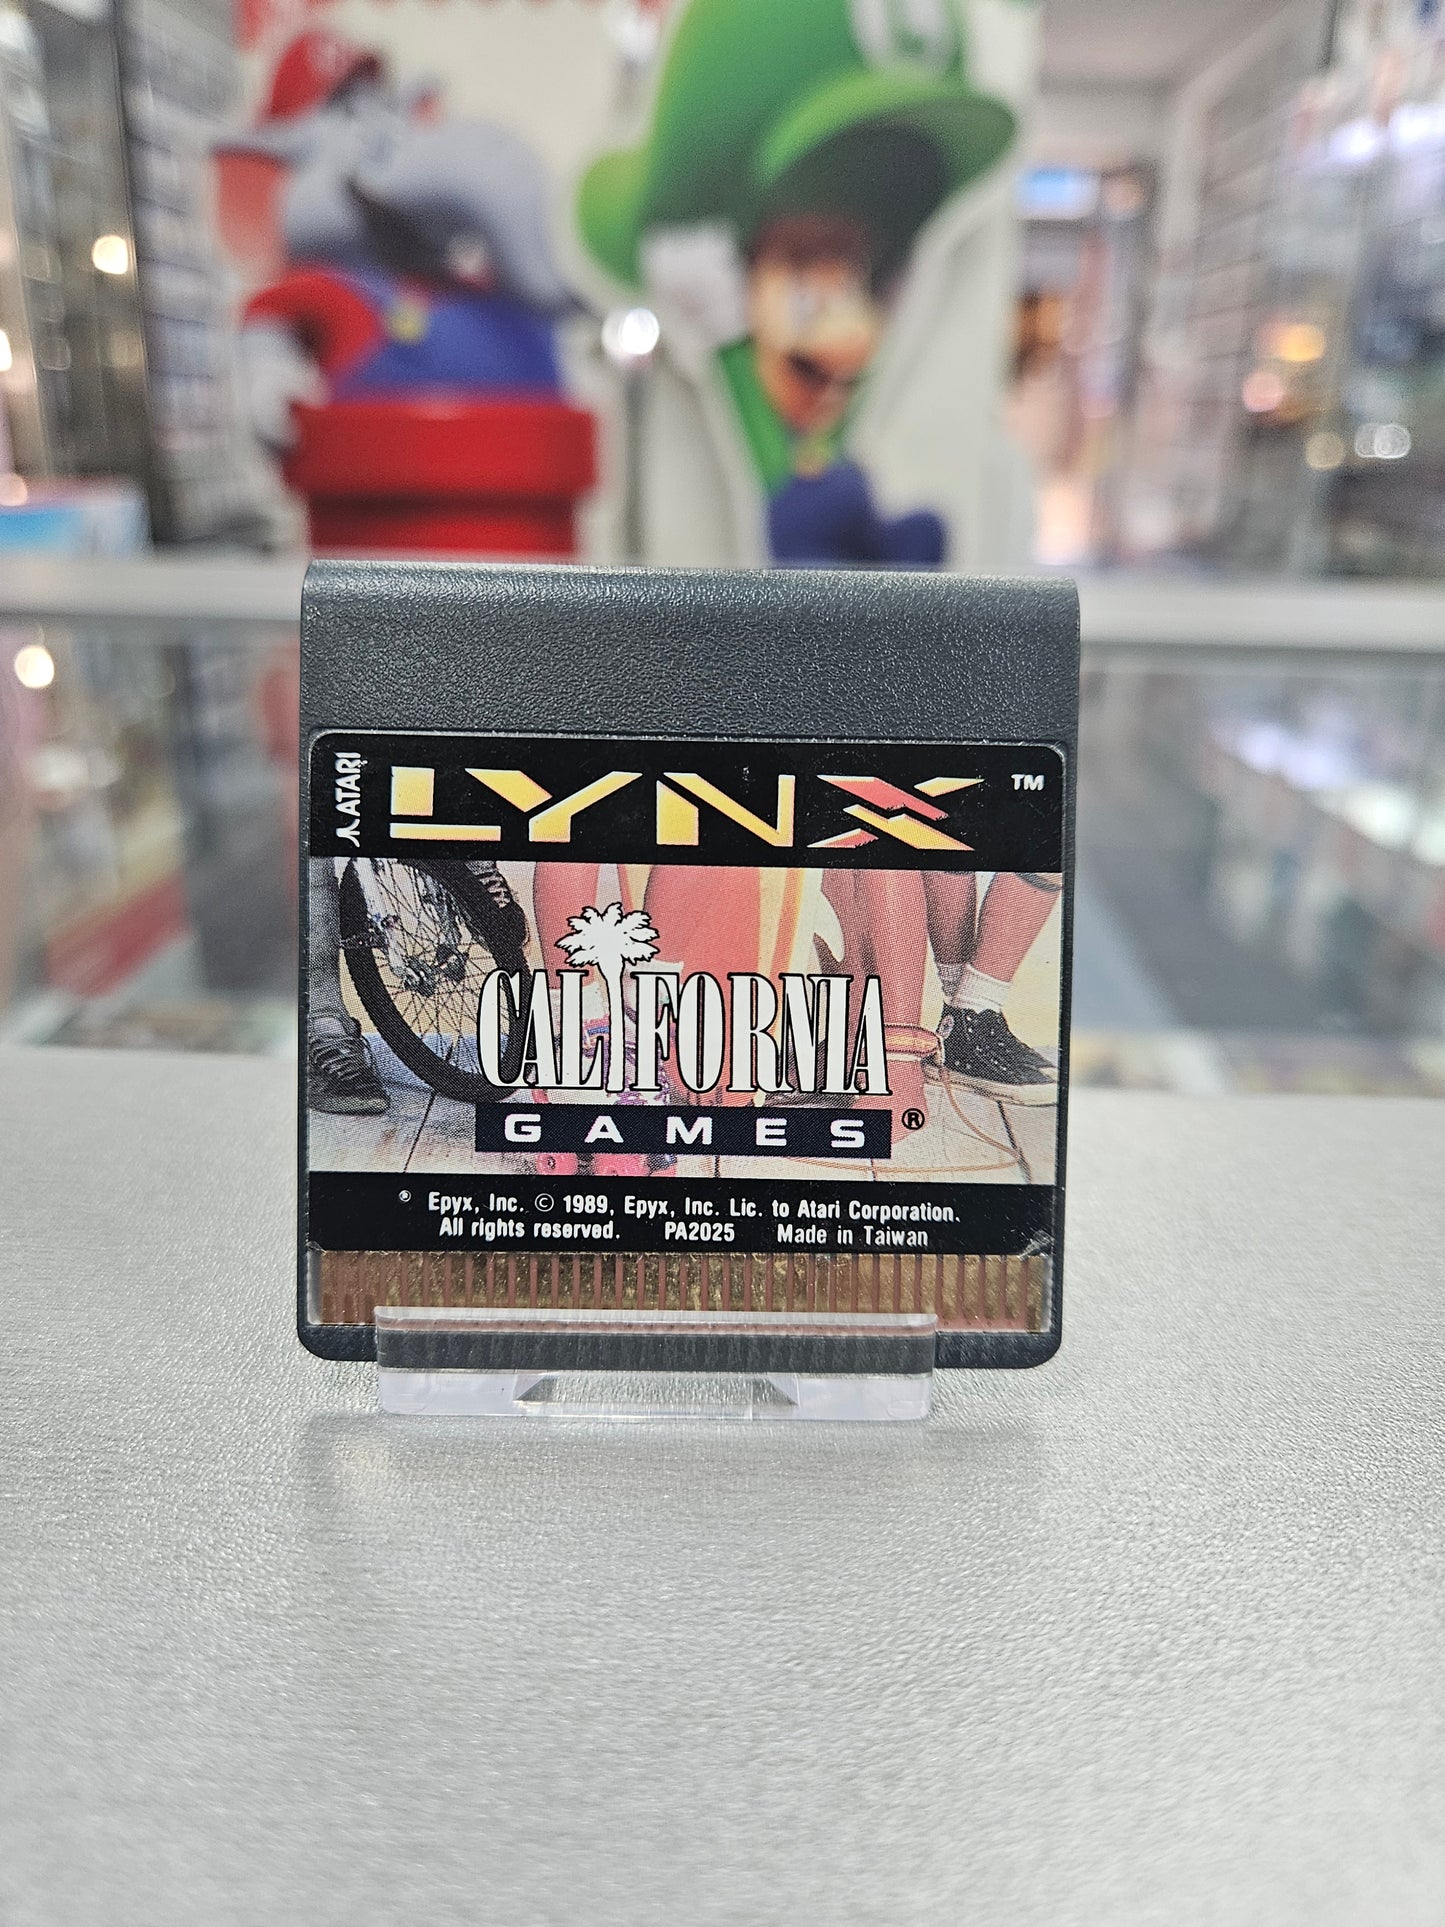 ATARI
LYNX ™
CALIFORNIA
GAMES ®
® Epyx, Inc. © 1989, Epyx, Inc. Lic. to Atari Corporation.
All rights reserved. PA2025 Made in Taiwan